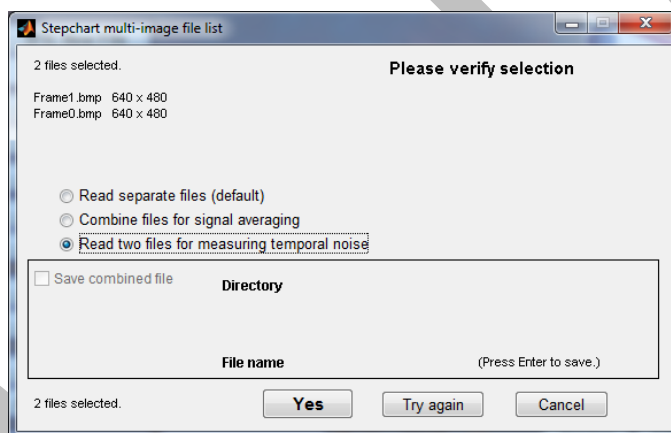 Stepchart multi-image file list
2 files selected.
Please verify selection
Frame1.bmp 640 x 480
Frame0.bmp 640 x 480
Read separate files (default)
Combine files for signal averaging
Read two files for measuring temporal noise
Save combined file
Directory
File name
(Press Enter to save.)
2 files selected.
Yes
Try again
Cancel